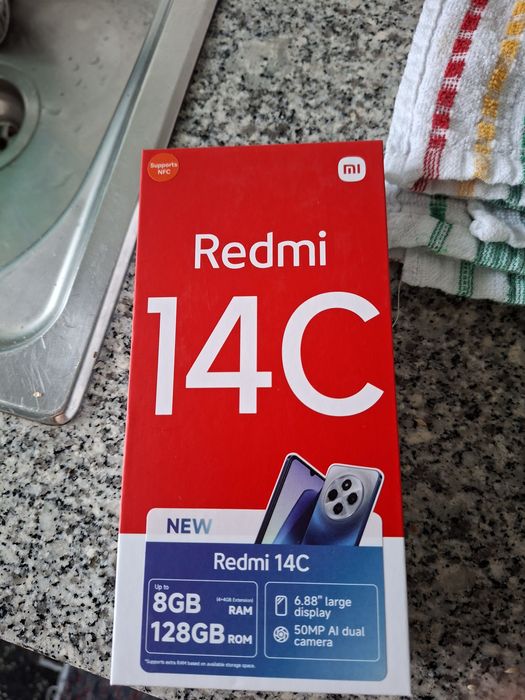 Supports
NFC
mi
Redmi
14C
NEW
Redmi 14C
Up to
8GB (4+4GB Extension) RAM
128GB ROM
6.88" large
display
50MP AI dual
camera
*Supports extra RAM based on available storage space.